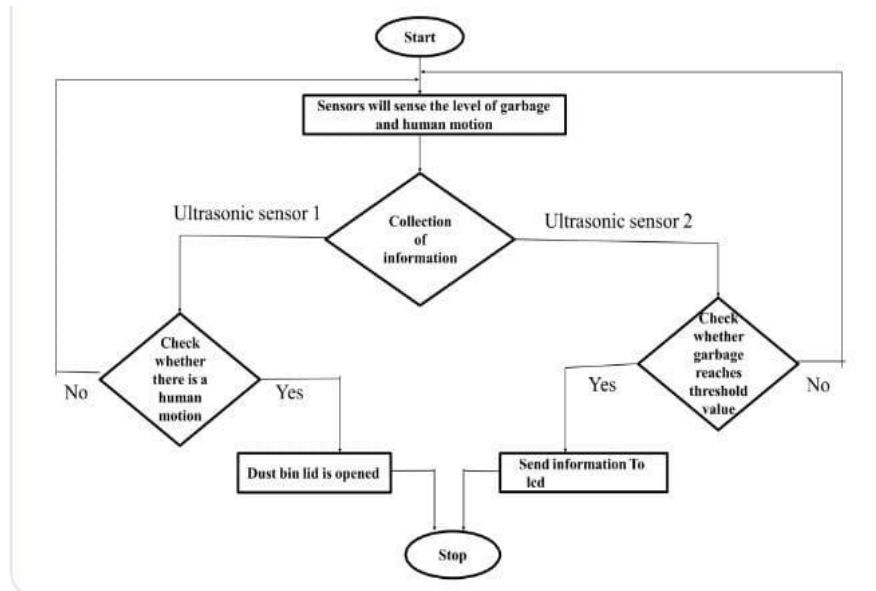 Start
Sensors will sense the level of garbage
and human motion
Collection
of
information
Ultrasonic sensor 1
Ultrasonic sensor 2
Check
whether
there is a
human
motion
No
Yes
Check
whether
garbage
reaches
threshold
value
Yes
No
Dust bin lid is opened
Send information To
lcd
Stop